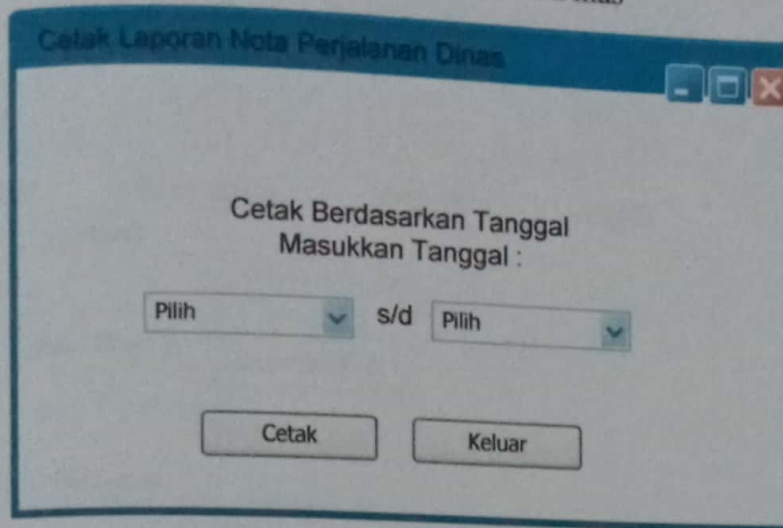 Cetak Laporan Nota Perjalanan Dinas
Cetak Berdasarkan Tanggal
Masukkan Tanggal :
Pilih s/d Pilih
Cetak Keluar